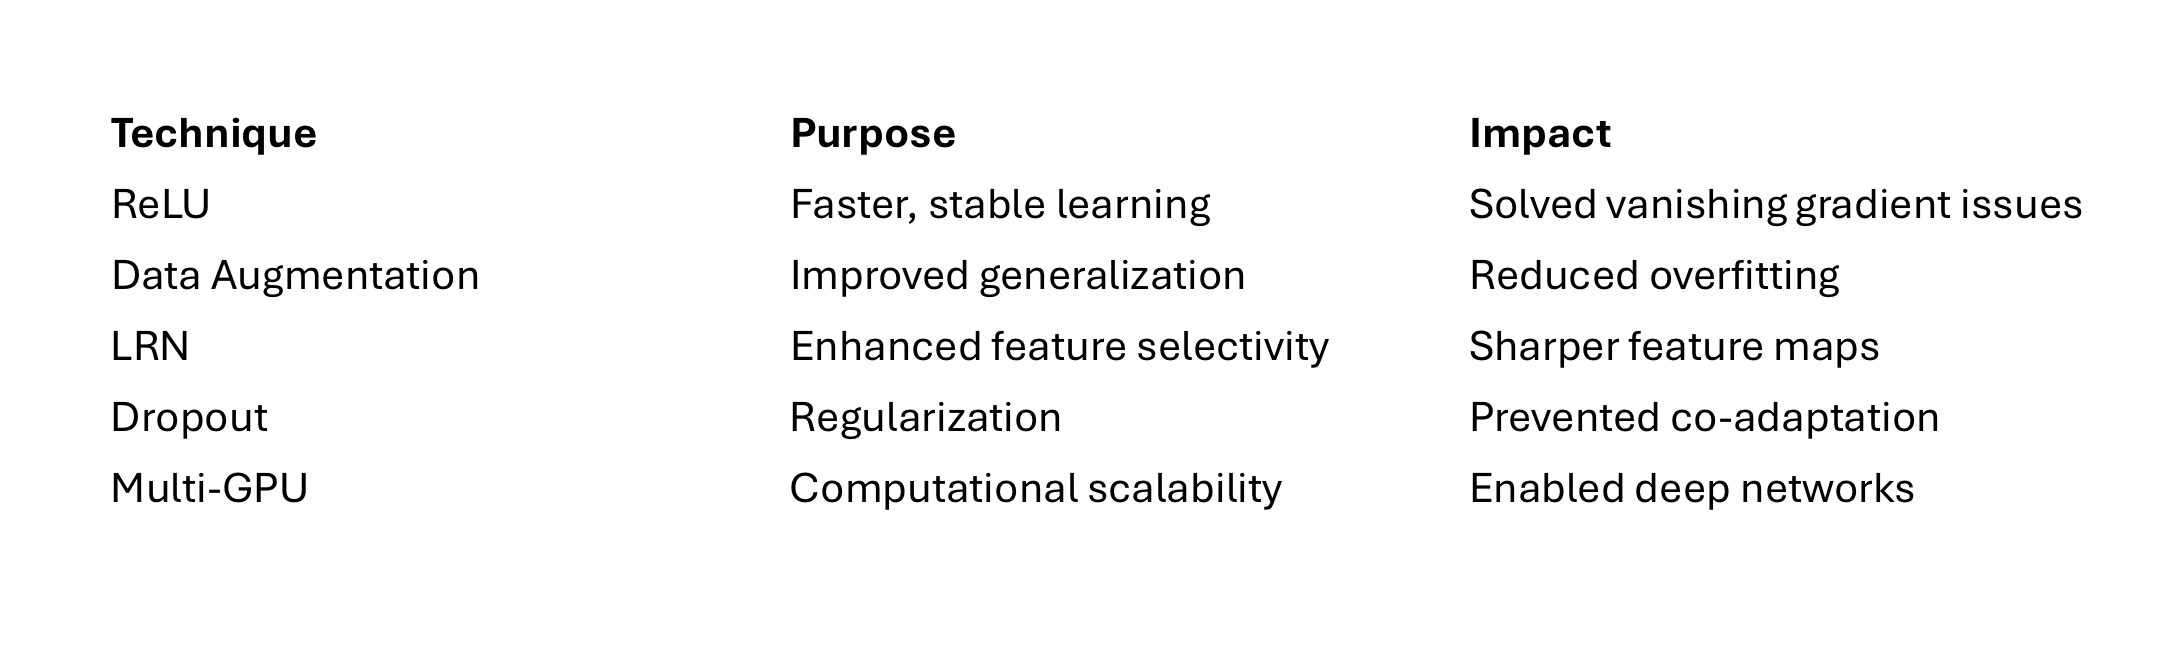 Technique Purpose Impact
ReLU Faster, stable learning Solved vanishing gradient issues
Data Augmentation Improved generalization Reduced overfitting
LRN Enhanced feature selectivity Sharper feature maps
Dropout Regularization Prevented co-adaptation
Multi-GPU Computational scalability Enabled deep networks